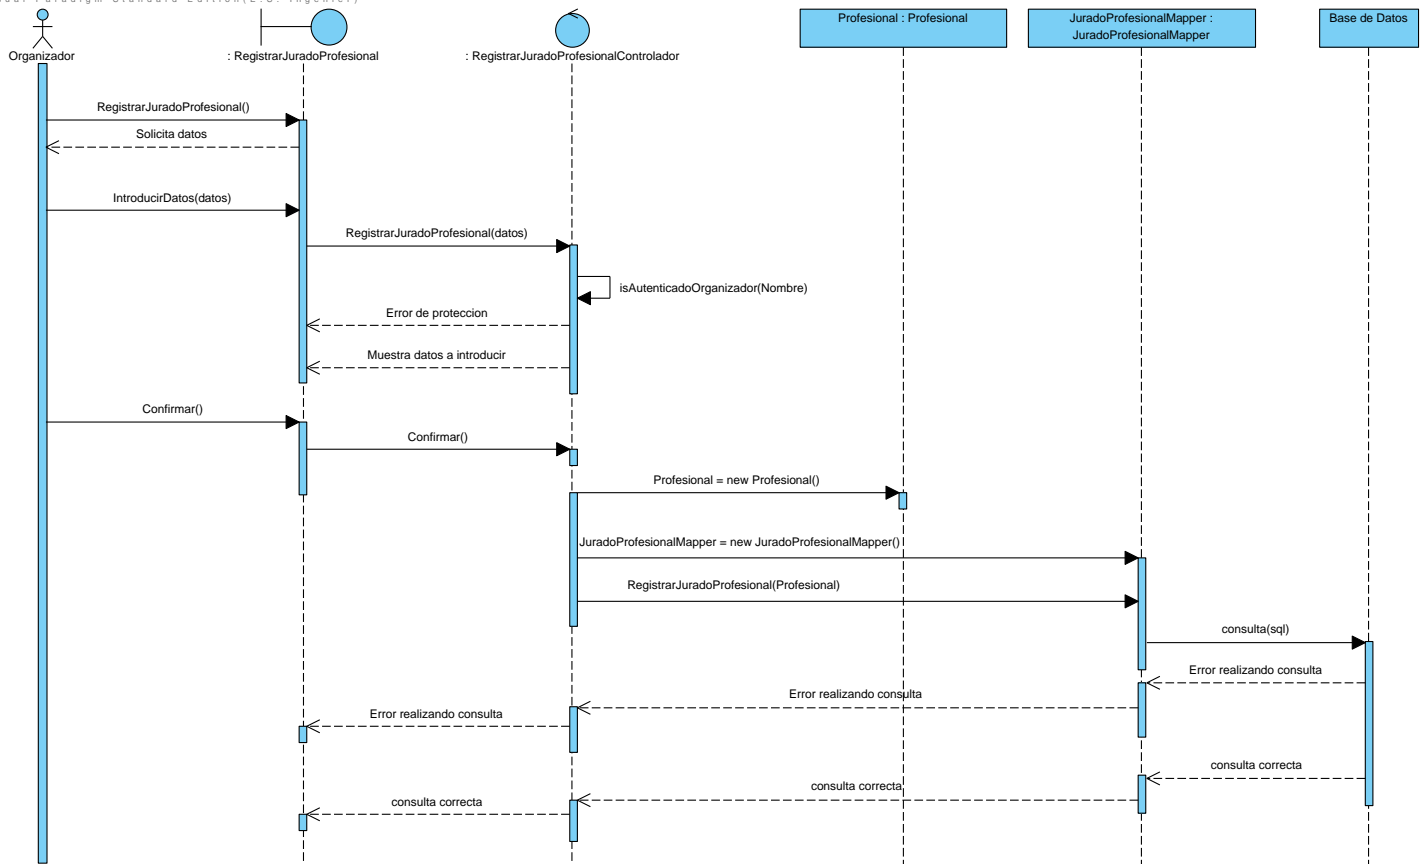 Profesional : Profesional
JuradoProfesionalMapper :
JuradoProfesionalMapper
Base de Datos
Organizador
: RegistrarJuradoProfesional
: RegistrarJuradoProfesionalControlador
RegistrarJuradoProfesional()
Solicita datos
IntroducirDatos(datos)
RegistrarJuradoProfesional(datos)
isAutenticadoOrganizador(Nombre)
Error de proteccion
Muestra datos a introducir
Confirmar()
Confirmar()
Profesional = new Profesional()
JuradoProfesionalMapper = new JuradoProfesionalMapper()
RegistrarJuradoProfesional(Profesional)
consulta(sql)
Error realizando consulta
Error realizando consulta
Error realizando consulta
consulta correcta
consulta correcta
consulta correcta